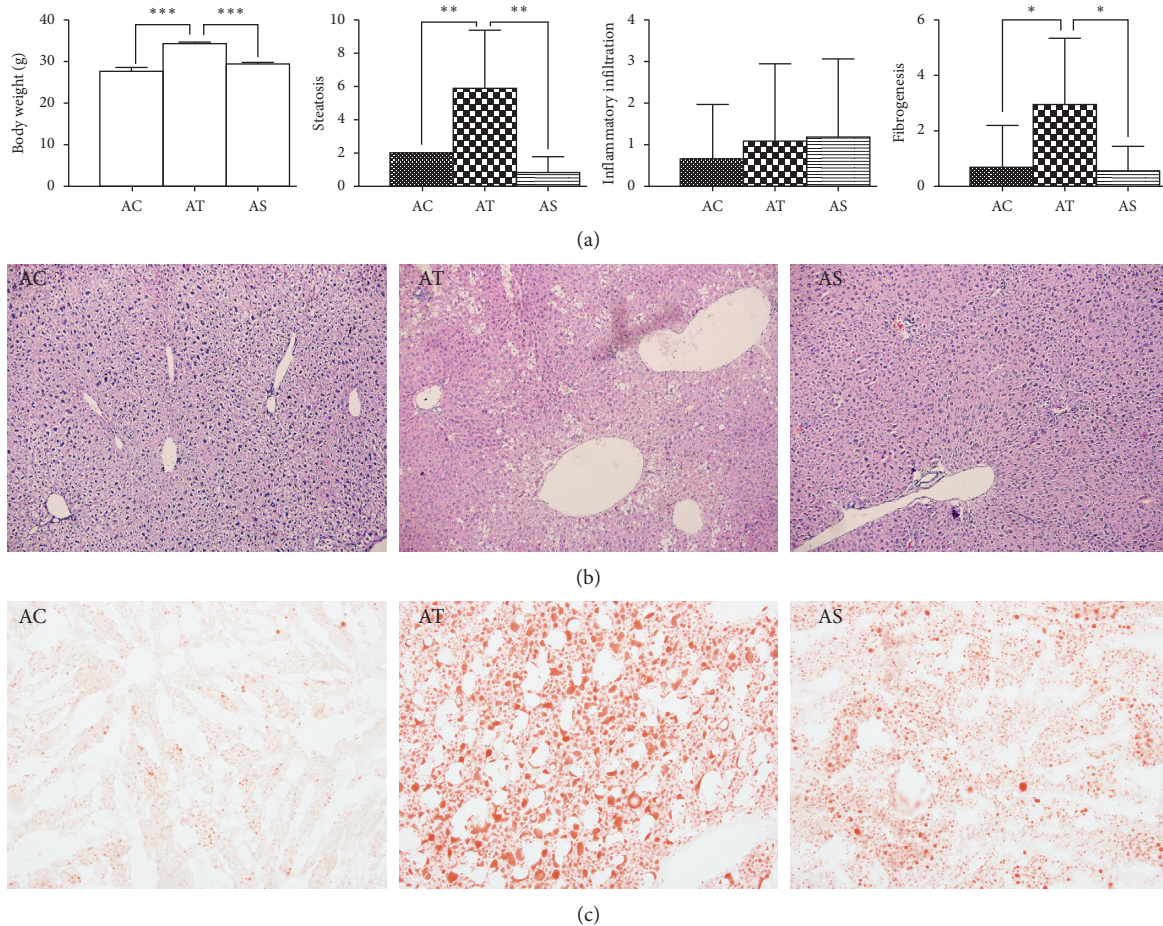 Body weight (g)
40
30
20
10
0
***
***
AC
AT
AS
Steatosis
10
8
6
4
2
0
**
**
AC
AT
AS
Inflammatory infiltration
4
3
2
1
0
AC
AT
AS
Fibrogenesis
6
4
2
0
*
*
AC
AT
AS
(a)
AC
AT
AS
(b)
AC
AT
AS
(c)